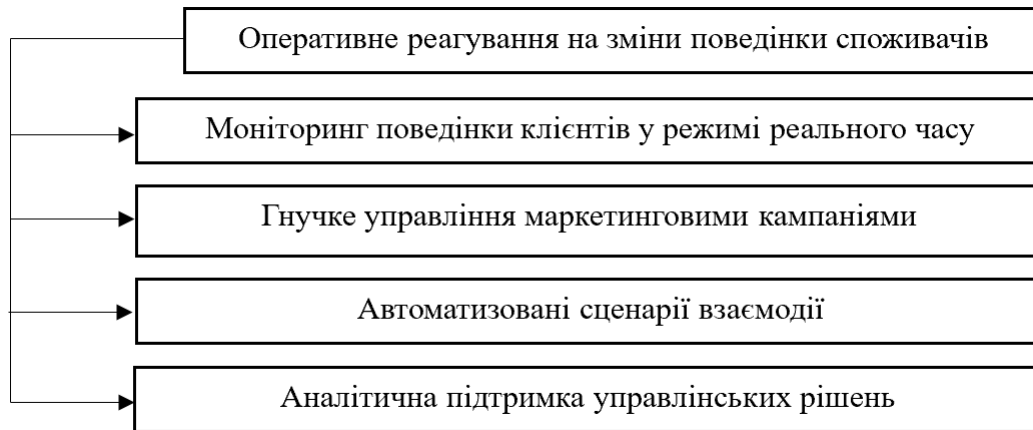 Оперативне реагування на зміни поведінки споживачів
Моніторинг поведінки клієнтів у режимі реального часу
Гнучке управління маркетинговими кампаніями
Автоматизовані сценарії взаємодії
Аналітична підтримка управлінських рішень